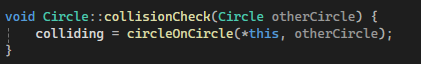 void Circle::collisionCheck(Circle otherCircle) {
    colliding = circleOnCircle(*this, otherCircle);
}